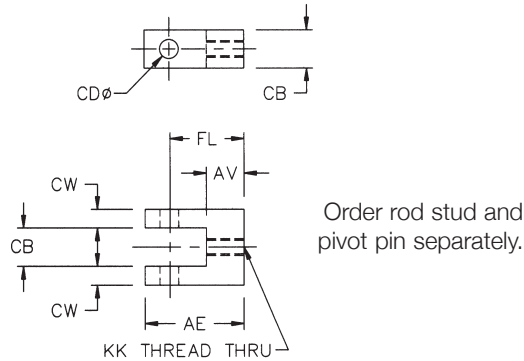 CDø
CB
FL
AV
CW
CB
CW
AE
KK THREAD THRU
Order rod stud and
pivot pin separately.